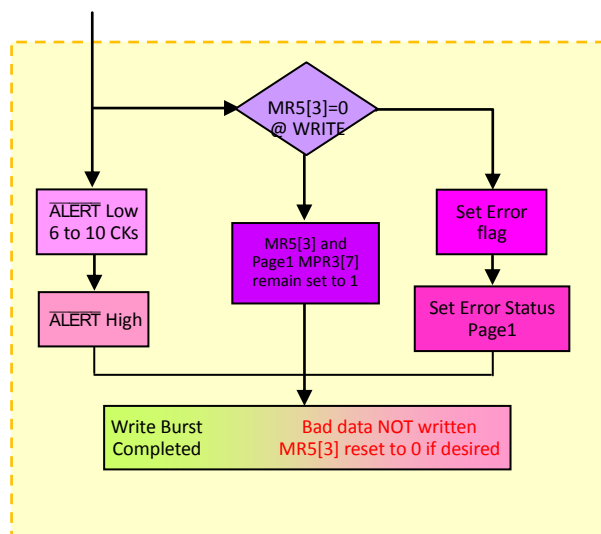 MR5[3]=0
@ WRITE
A̅L̅E̅R̅T̅ Low
6 to 10 CKs
MR5[3] and
Page1 MPR3[7]
remain set to 1
Set Error
flag
A̅L̅E̅R̅T̅ High
Set Error Status
Page1
Write Burst
Completed
Bad data NOT written
MR5[3] reset to 0 if desired